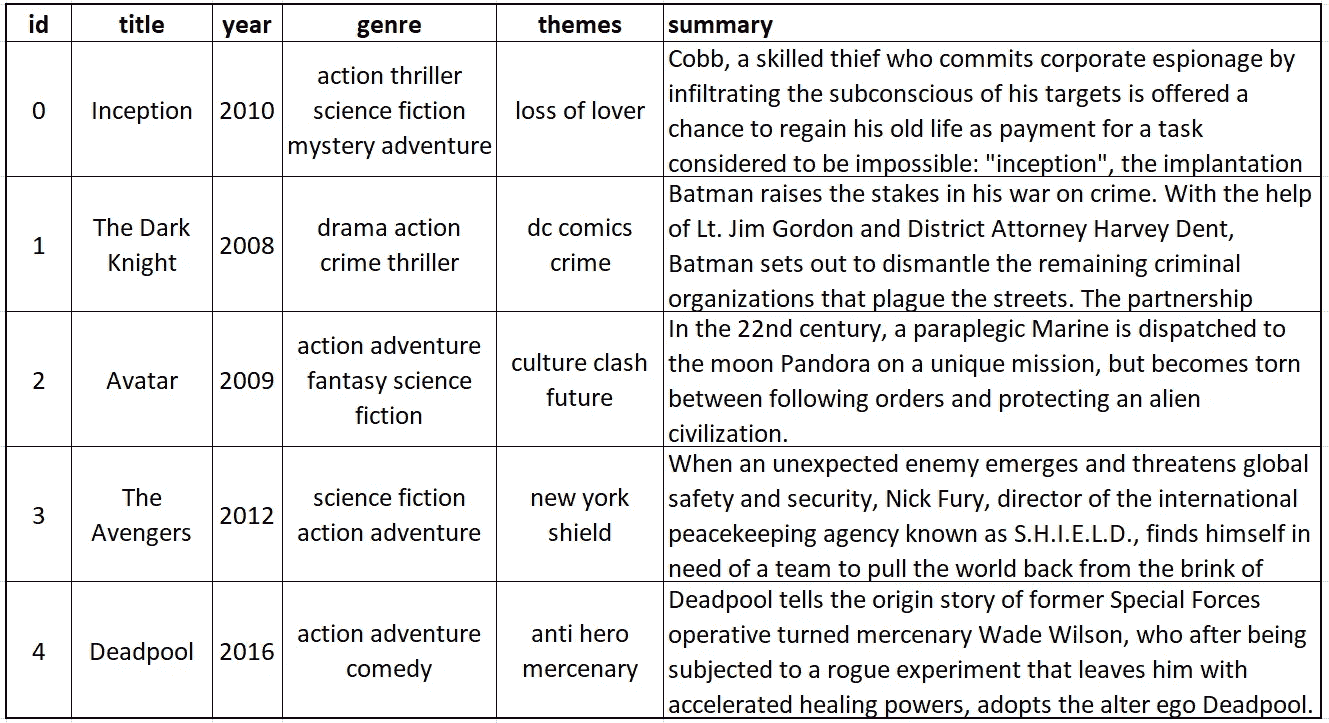 id title year genre themes summary
0 Inception 2010 action thriller science fiction mystery adventure loss of lover Cobb, a skilled thief who commits corporate espionage by
infiltrating the subconscious of his targets is offered a
chance to regain his old life as payment for a task
considered to be impossible: "inception", the implantation
1 The Dark Knight 2008 drama action crime thriller dc comics crime Batman raises the stakes in his war on crime. With the help
of Lt. Jim Gordon and District Attorney Harvey Dent,
Batman sets out to dismantle the remaining criminal
organizations that plague the streets. The partnership
2 Avatar 2009 action adventure fantasy science fiction culture clash future In the 22nd century, a paraplegic Marine is dispatched to
the moon Pandora on a unique mission, but becomes torn
between following orders and protecting an alien
civilization.
3 The Avengers 2012 science fiction action adventure new york shield When an unexpected enemy emerges and threatens global
safety and security, Nick Fury, director of the international
peacekeeping agency known as S.H.I.E.L.D., finds himself in
need of a team to pull the world back from the brink of
4 Deadpool 2016 action adventure comedy anti hero mercenary Deadpool tells the origin story of former Special Forces
operative turned mercenary Wade Wilson, who after being
subjected to a rogue experiment that leaves him with
accelerated healing powers, adopts the alter ego Deadpool.